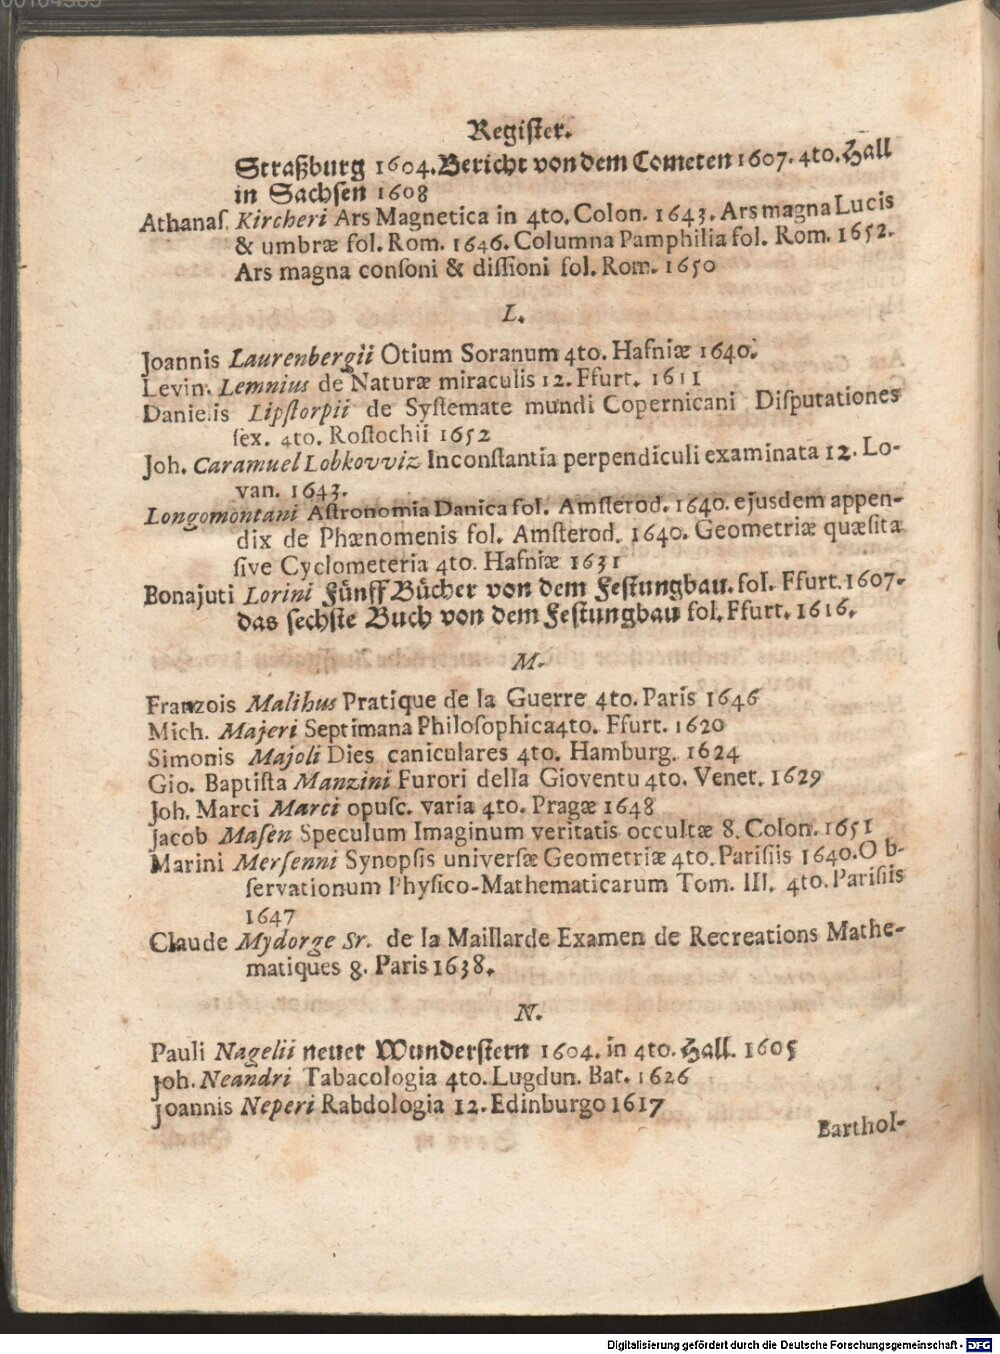 00104505
Register.
Straßburg 1604. Bericht von dem Cometen 1607. 4to. Hall
in Sachsen 1608
Athanaſ. Kircheri Ars Magnetica in 4to. Colon. 1643. Ars magna Lucis
& umbræ fol. Rom. 1646. Columna Pamphilia fol. Rom. 1652.
Ars magna conſoni & diſſioni fol. Rom. 1650
L.
Joannis Laurenbergii Otium Soranum 4to. Hafniæ 1640.
Levin. Lemnius de Naturæ miraculis 12. Ffurt. 1611
Danielis Lipſtorpii de Syſtemate mundi Copernicani Diſputationes
ſex. 4to. Roſtochii 1652
Joh. Caramuel Lobkovviz Inconſtantia perpendiculi examinata 12. Lo-
van. 1643.
Longomontani Aſtronomia Danica fol. Amſterod. 1640. ejusdem appen-
dix de Phænomenis fol. Amſterod. 1640. Geometriæ quæſita
ſive Cyclometeria 4to. Hafniæ 1631
Bonajuti Lorini Fünff Bücher von dem Feſtungbau. fol. Ffurt. 1607.
das ſechſte Buch von dem Feſtungbau fol. Ffurt. 1616.
M.
Franzois Malihus Pratique de la Guerre 4to. Paris 1646
Mich. Majeri Septimana Philoſophica 4to. Ffurt. 1620
Simonis Majoli Dies caniculares 4to. Hamburg. 1624
Gio. Baptiſta Manzini Furori della Gioventu 4to. Venet. 1629
Joh. Marci Marci opuſc. varia 4to. Pragæ 1648
Jacob Maſen Speculum Imaginum veritatis occultæ 8. Colon. 1651
Marini Merſenni Synopſis univerſæ Geometriæ 4to. Pariſiis 1640. Ob-
ſervationum Phyſico-Mathematicarum Tom. III. 4to. Pariſiis
1647
Claude Mydorge Sr. de la Maillarde Examen de Recreations Mathe-
matiques 8. Paris 1638.
N.
Pauli Nagelii neuer Wunderſtern 1604. in 4to. Hall. 1605
Joh. Neandri Tabacologia 4to. Lugdun. Bat. 1626
Joannis Neperi Rabdologia 12. Edinburgo 1617
Barthol-
Digitalisierung gefördert durch die Deutsche Forschungsgemeinschaft - DFG